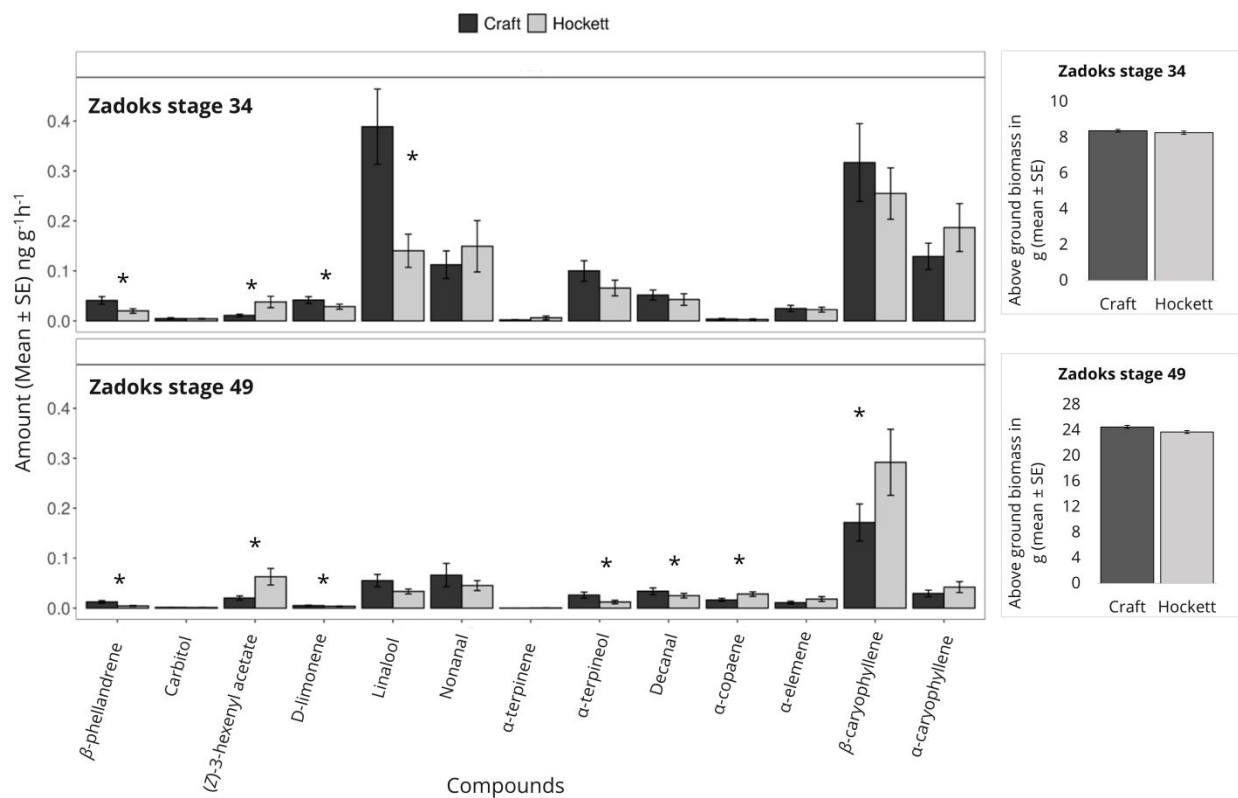 Craft Hockett
Amount (Mean ± SE) ng g⁻¹h⁻¹
Zadoks stage 34
0.4
0.3
0.2
0.1
0.0
* * * *
Zadoks stage 49
0.4
0.3
0.2
0.1
0.0
* * * * * * *
β-phellandrene
Carbitol
(Z)-3-hexenyl acetate
D-limonene
Linalool
Nonanal
α-terpinene
α-terpineol
Decanal
α-copaene
α-elemene
β-caryophyllene
α-caryophyllene
Compounds
Zadoks stage 34
Above ground biomass in
g (mean ± SE)
10
8
6
4
2
0
Craft Hockett
Zadoks stage 49
Above ground biomass in
g (mean ± SE)
28
24
20
16
12
8
4
0
Craft Hockett